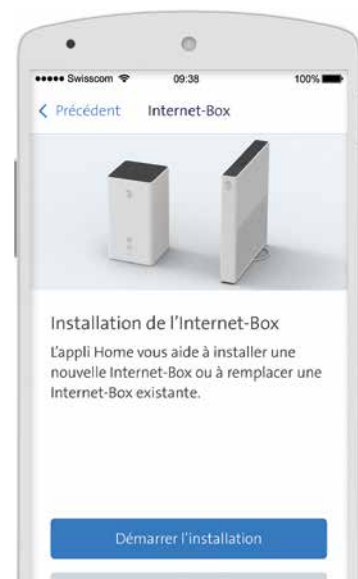 Swisscom 09:38 100%
Précédent Internet-Box
Installation de l'Internet-Box
L'appli Home vous aide à installer une
nouvelle Internet-Box ou à remplacer une
Internet-Box existante.
Démarrer l'installation